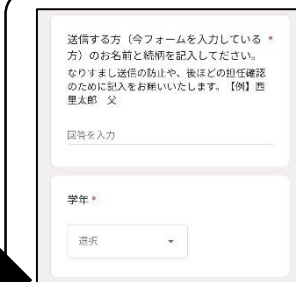 送信する方（今フォームを入力している *
方）のお名前と続柄を記入してださい。
なりすまし送信の防止や、後ほどの担任確認
のために記入をお願いいたします。【例】西
里太郎　父
回答を入力
学年 *
選択